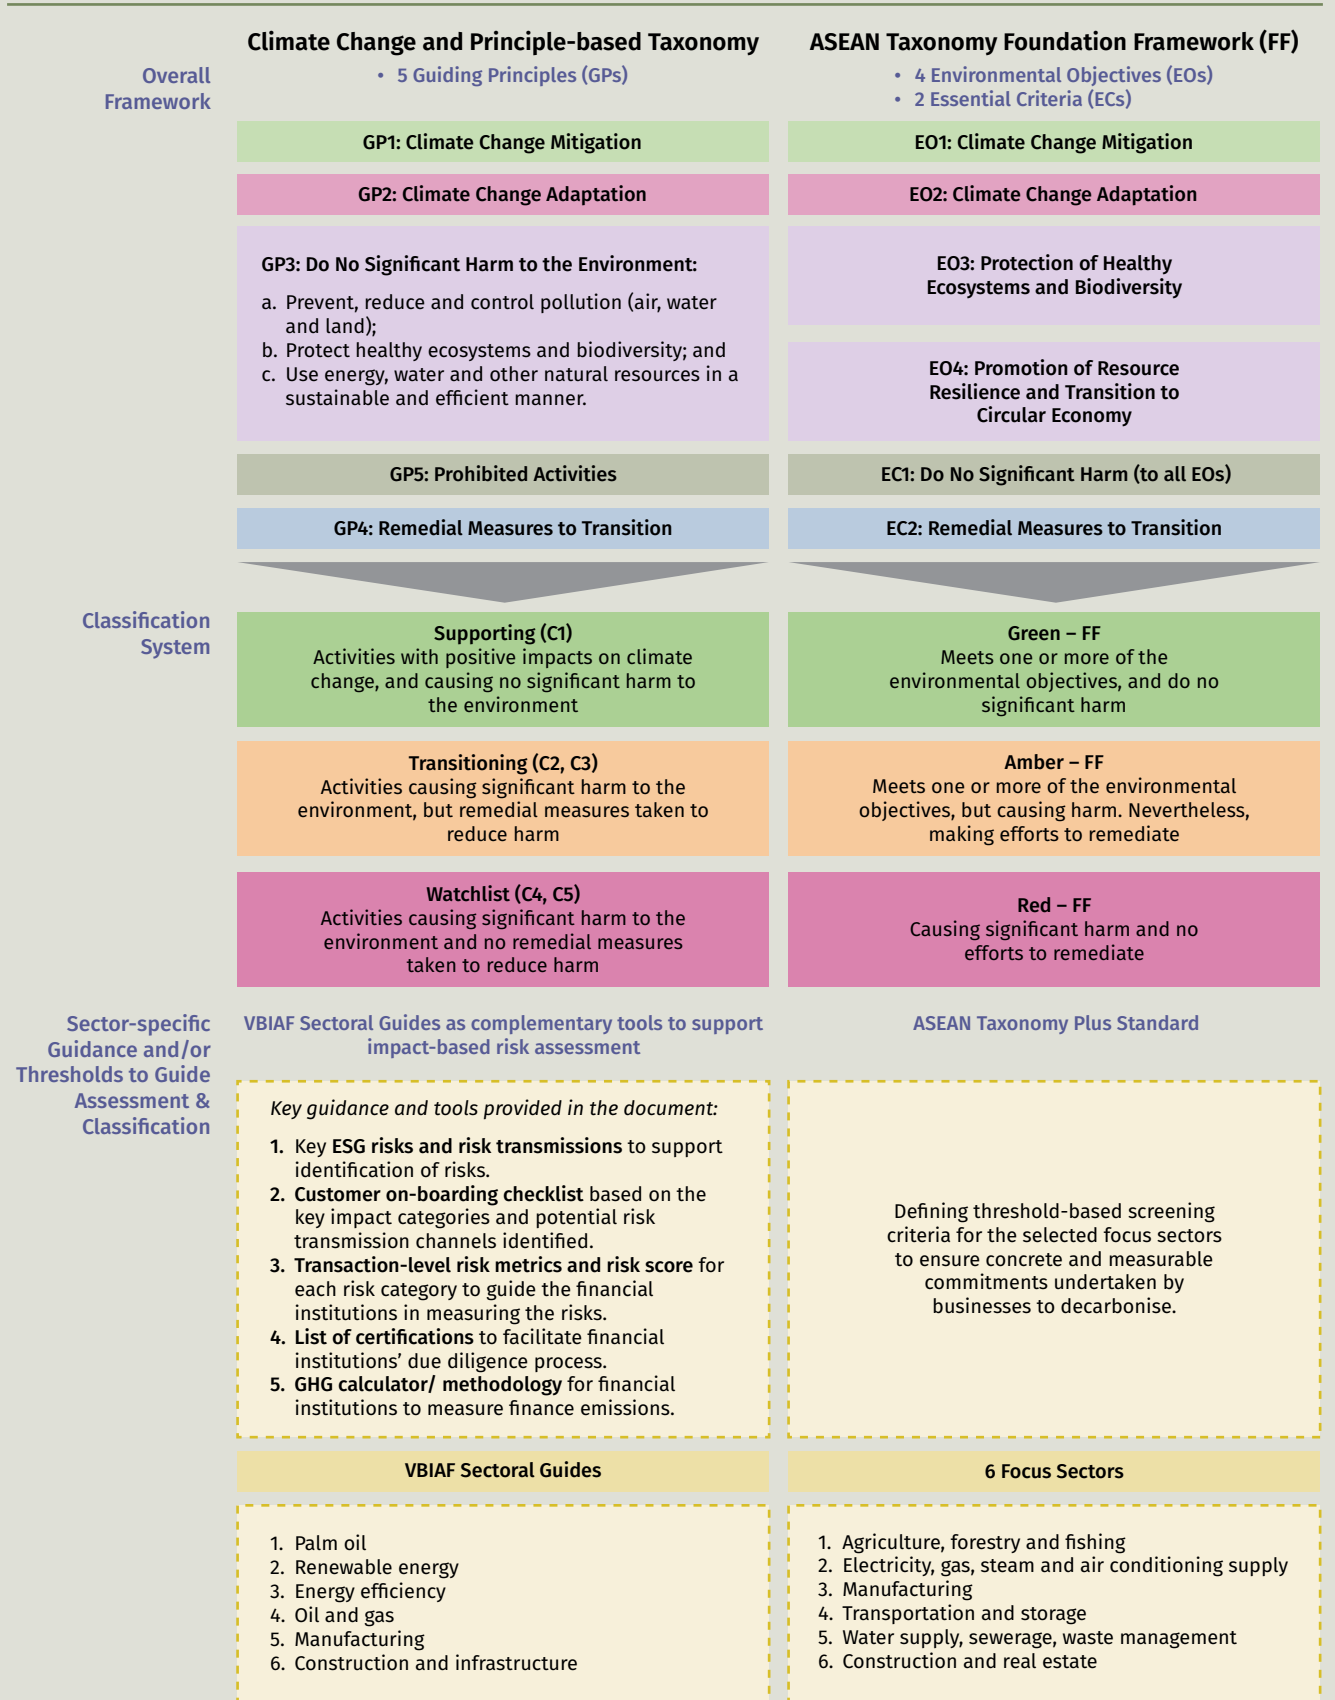 Climate Change and Principle-based Taxonomy
• 5 Guiding Principles (GPs)
ASEAN Taxonomy Foundation Framework (FF)
• 4 Environmental Objectives (EOs)
• 2 Essential Criteria (ECs)
Overall
Framework
GP1: Climate Change Mitigation
EO1: Climate Change Mitigation
GP2: Climate Change Adaptation
EO2: Climate Change Adaptation
GP3: Do No Significant Harm to the Environment:
a. Prevent, reduce and control pollution (air, water
and land);
b. Protect healthy ecosystems and biodiversity; and
c. Use energy, water and other natural resources in a
sustainable and efficient manner.
EO3: Protection of Healthy
Ecosystems and Biodiversity
EO4: Promotion of Resource
Resilience and Transition to
Circular Economy
GP5: Prohibited Activities
EC1: Do No Significant Harm (to all EOs)
GP4: Remedial Measures to Transition
EC2: Remedial Measures to Transition
Classification
System
Supporting (C1)
Activities with positive impacts on climate
change, and causing no significant harm to
the environment
Green – FF
Meets one or more of the
environmental objectives, and do no
significant harm
Transitioning (C2, C3)
Activities causing significant harm to the
environment, but remedial measures taken to
reduce harm
Amber – FF
Meets one or more of the environmental
objectives, but causing harm. Nevertheless,
making efforts to remediate
Watchlist (C4, C5)
Activities causing significant harm to the
environment and no remedial measures
taken to reduce harm
Red – FF
Causing significant harm and no
efforts to remediate
Sector-specific
Guidance and/or
Thresholds to Guide
Assessment &
Classification
VBIAF Sectoral Guides as complementary tools to support
impact-based risk assessment
ASEAN Taxonomy Plus Standard
Key guidance and tools provided in the document:
1. Key ESG risks and risk transmissions to support
identification of risks.
2. Customer on-boarding checklist based on the
key impact categories and potential risk
transmission channels identified.
3. Transaction-level risk metrics and risk score for
each risk category to guide the financial
institutions in measuring the risks.
4. List of certifications to facilitate financial
institutions’ due diligence process.
5. GHG calculator/ methodology for financial
institutions to measure finance emissions.
Defining threshold-based screening
criteria for the selected focus sectors
to ensure concrete and measurable
commitments undertaken by
businesses to decarbonise.
VBIAF Sectoral Guides
6 Focus Sectors
1. Palm oil
2. Renewable energy
3. Energy efficiency
4. Oil and gas
5. Manufacturing
6. Construction and infrastructure
1. Agriculture, forestry and fishing
2. Electricity, gas, steam and air conditioning supply
3. Manufacturing
4. Transportation and storage
5. Water supply, sewerage, waste management
6. Construction and real estate